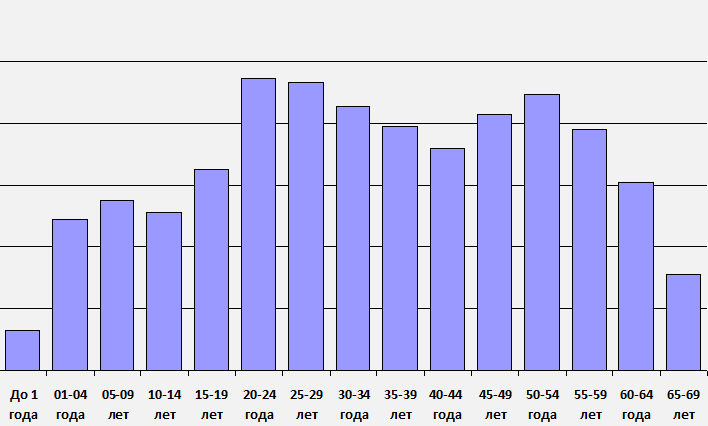 До 1 01-04 05-09 10-14 15-19 20-24 25-29 30-34 35-39 40-44 45-49 50-54 55-59 60-64 65-69
года года лет лет лет года лет года лет года лет года лет года лет